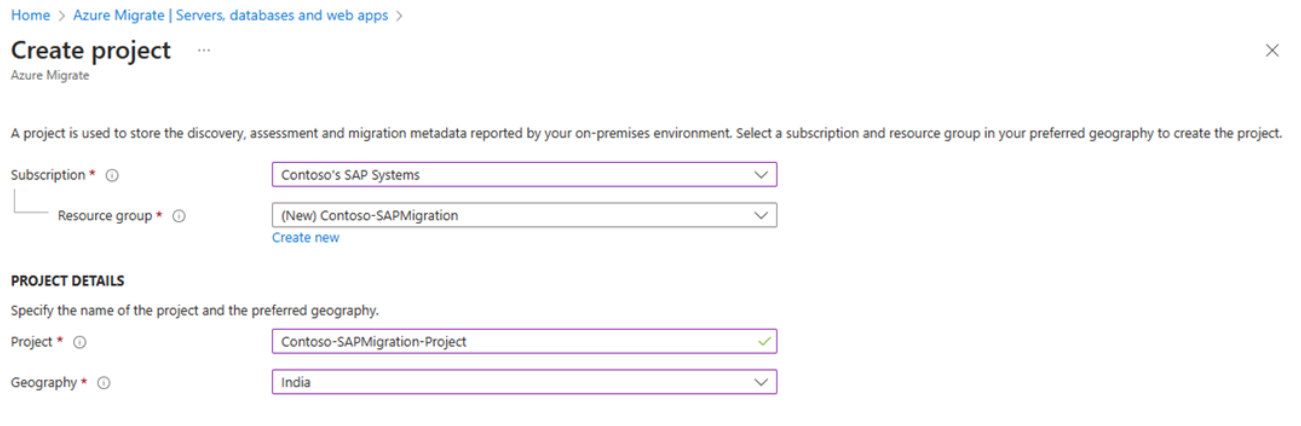 Home > Azure Migrate | Servers, databases and web apps >
Create project ...
Azure Migrate
A project is used to store the discovery, assessment and migration metadata reported by your on-premises environment. Select a subscription and resource group in your preferred geography to create the project.
Subscription * Contoso's SAP Systems
Resource group * (New) Contoso-SAPMigration
Create new
PROJECT DETAILS
Specify the name of the project and the preferred geography.
Project * Contoso-SAPMigration-Project
Geography * India